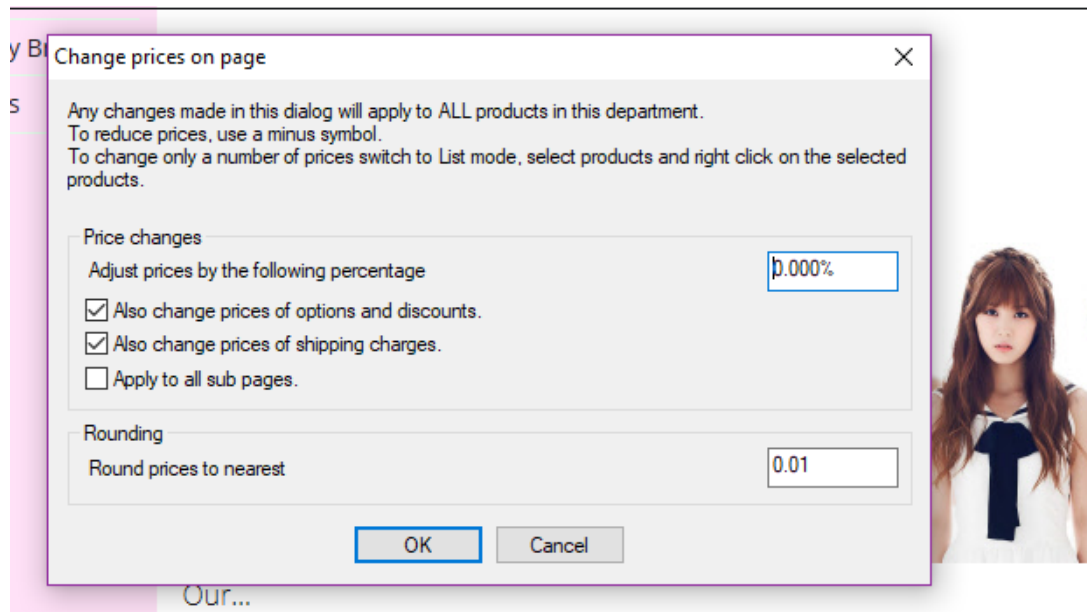 y B
s
Change prices on page
Any changes made in this dialog will apply to ALL products in this department.
To reduce prices, use a minus symbol.
To change only a number of prices switch to List mode, select products and right click on the selected
products.
Price changes
Adjust prices by the following percentage
0.000%
Also change prices of options and discounts.
Also change prices of shipping charges.
Apply to all sub pages.
Rounding
Round prices to nearest
0.01
OK
Cancel
Our...